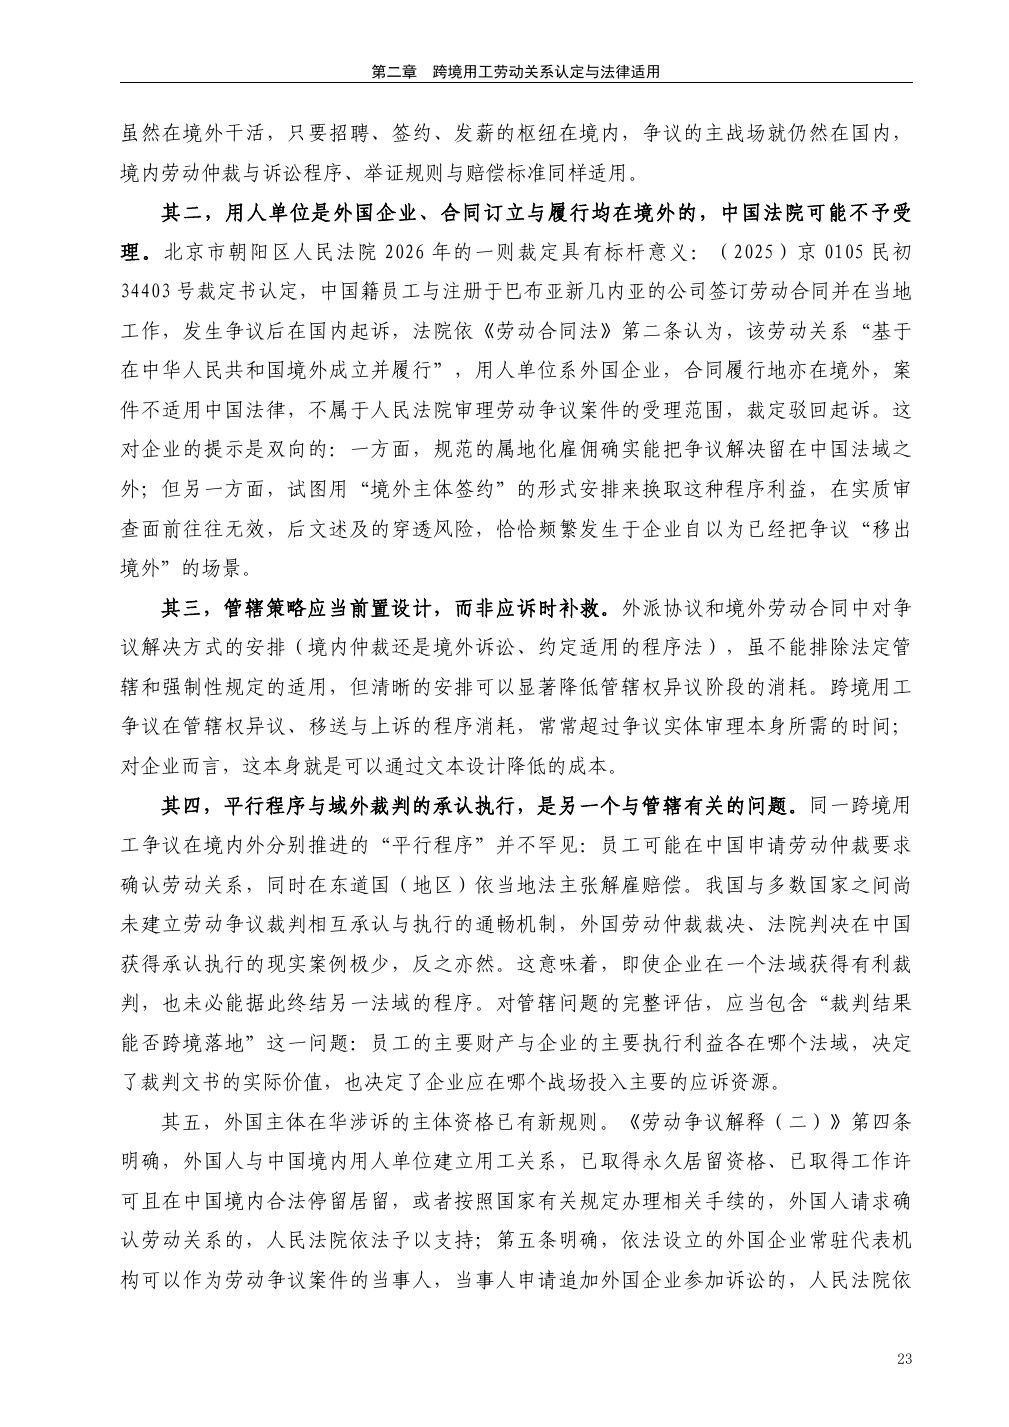 第二章　跨境用工劳动关系认定与法律适用
虽然在境外干活，只要招聘、签约、发薪的枢纽在境内，争议的主战场就仍然在国内，
境内劳动仲裁与诉讼程序、举证规则与赔偿标准同样适用。
其二，用人单位是外国企业、合同订立与履行均在境外的，中国法院可能不予受
理。北京市朝阳区人民法院 2026 年的一则裁定具有标杆意义：（2025）京 0105 民初
34403 号裁定书认定，中国籍员工与注册于巴布亚新几内亚的公司签订劳动合同并在当地
工作，发生争议后在国内起诉，法院依《劳动合同法》第二条认为，该劳动关系“基于
在中华人民共和国境外成立并履行”，用人单位系外国企业，合同履行地亦在境外，案
件不适用中国法律，不属于人民法院审理劳动争议案件的受理范围，裁定驳回起诉。这
对企业的提示是双向的：一方面，规范的属地化雇佣确实能把争议解决留在中国法域之
外；但另一方面，试图用“境外主体签约”的形式安排来换取这种程序利益，在实质审
查面前往往无效，后文述及的穿透风险，恰恰频繁发生于企业自以为已经把争议“移出
境外”的场景。
其三，管辖策略应当前置设计，而非应诉时补救。外派协议和境外劳动合同中对争
议解决方式的安排（境内仲裁还是境外诉讼、约定适用的程序法），虽不能排除法定管
辖和强制性规定的适用，但清晰的安排可以显著降低管辖权异议阶段的消耗。跨境用工
争议在管辖权异议、移送与上诉的程序消耗，常常超过争议实体审理本身所需的时间；
对企业而言，这本身就是可以通过文本设计降低的成本。
其四，平行程序与域外裁判的承认执行，是另一个与管辖有关的问题。同一跨境用
工争议在境内外分别推进的“平行程序”并不罕见：员工可能在中国申请劳动仲裁要求
确认劳动关系，同时在东道国（地区）依当地法主张解雇赔偿。我国与多数国家之间尚
未建立劳动争议裁判相互承认与执行的通畅机制，外国劳动仲裁裁决、法院判决在中国
获得承认执行的现实案例极少，反之亦然。这意味着，即使企业在一个法域获得有利裁
判，也未必能据此终结另一法域的程序。对管辖问题的完整评估，应当包含“裁判结果
能否跨境落地”这一问题：员工的主要财产与企业的主要执行利益各在哪个法域，决定
了裁判文书的实际价值，也决定了企业应在哪个战场投入主要的应诉资源。
其五，外国主体在华涉诉的主体资格已有新规则。《劳动争议解释（二）》第四条
明确，外国人与中国境内用人单位建立用工关系，已取得永久居留资格、已取得工作许
可且在中国境内合法停留居留，或者按照国家有关规定办理相关手续的，外国人请求确
认劳动关系的，人民法院依法予以支持；第五条明确，依法设立的外国企业常驻代表机
构可以作为劳动争议案件的当事人，当事人申请追加外国企业参加诉讼的，人民法院依
23